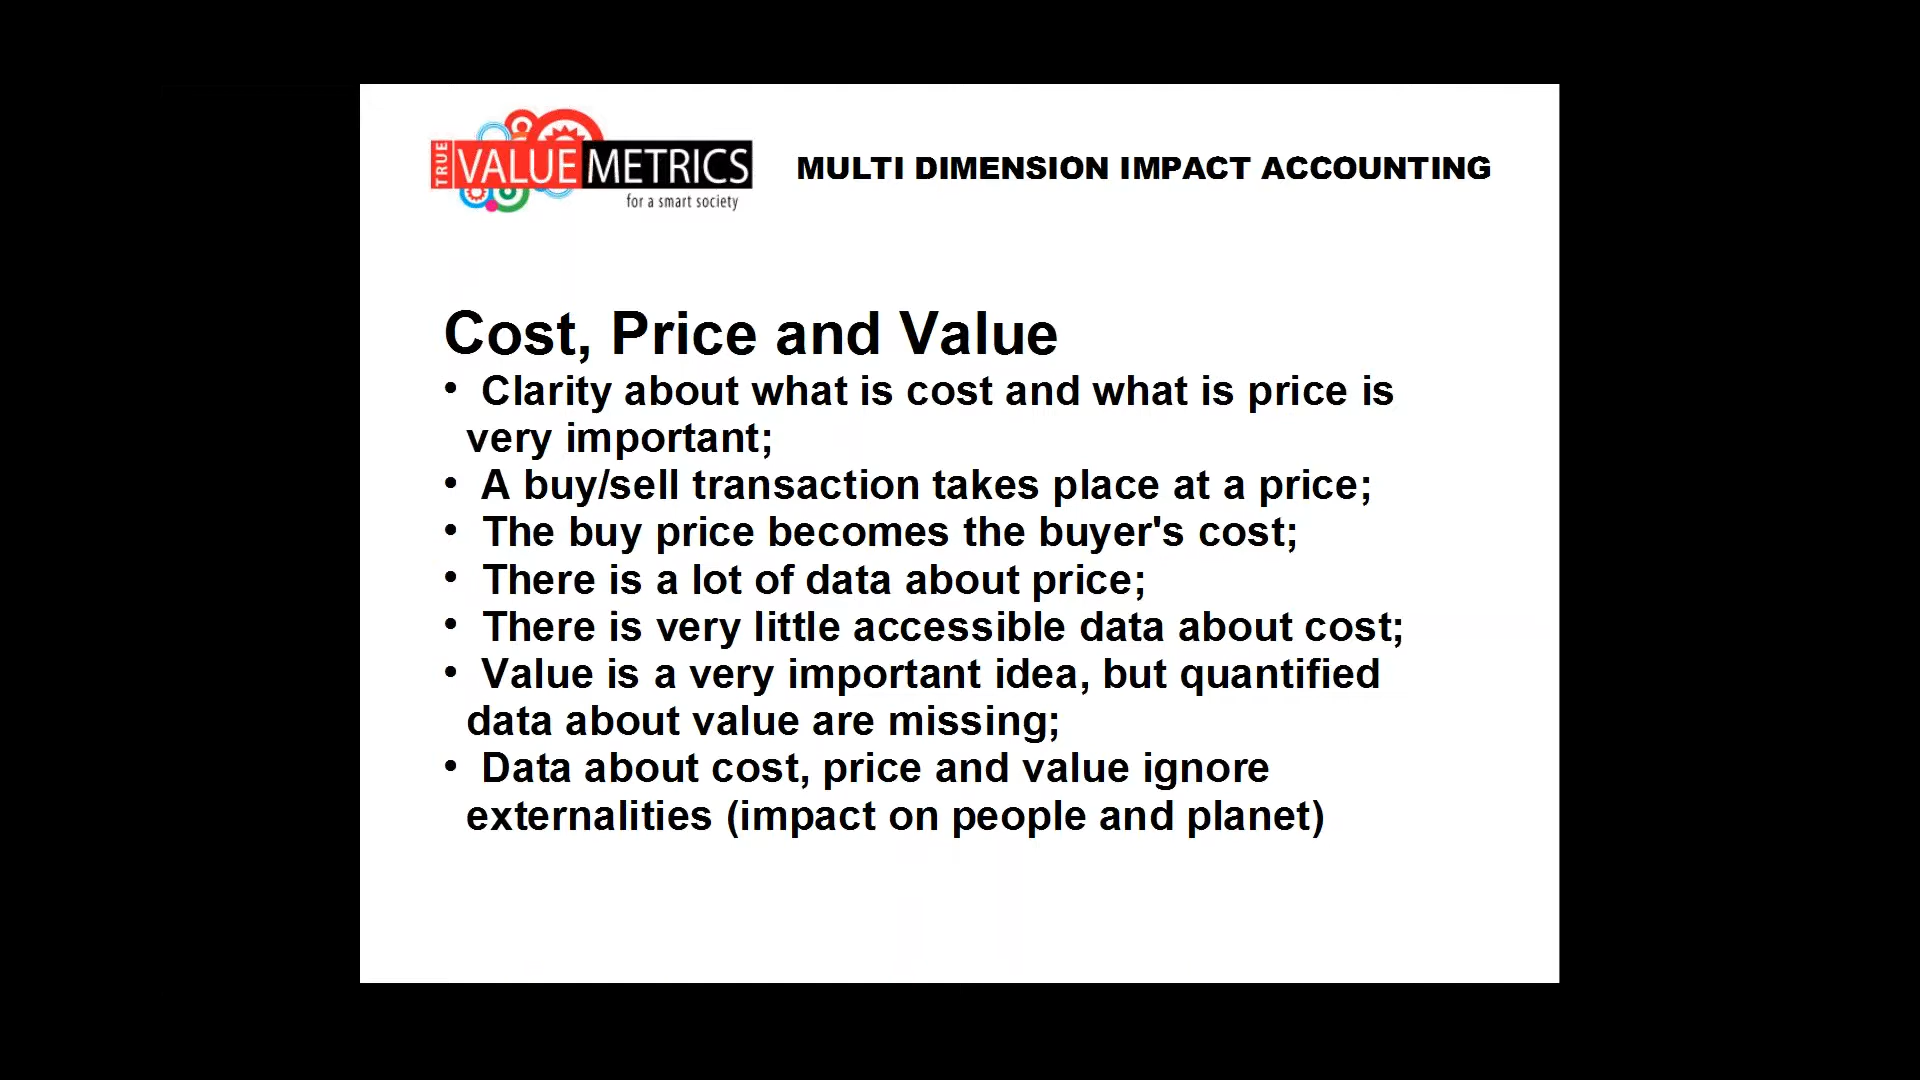 TRUE VALUEMETRICS
for a smart society
MULTI DIMENSION IMPACT ACCOUNTING
Cost, Price and Value
• Clarity about what is cost and what is price is
very important;
• A buy/sell transaction takes place at a price;
• The buy price becomes the buyer's cost;
• There is a lot of data about price;
• There is very little accessible data about cost;
• Value is a very important idea, but quantified
data about value are missing;
• Data about cost, price and value ignore
externalities (impact on people and planet)